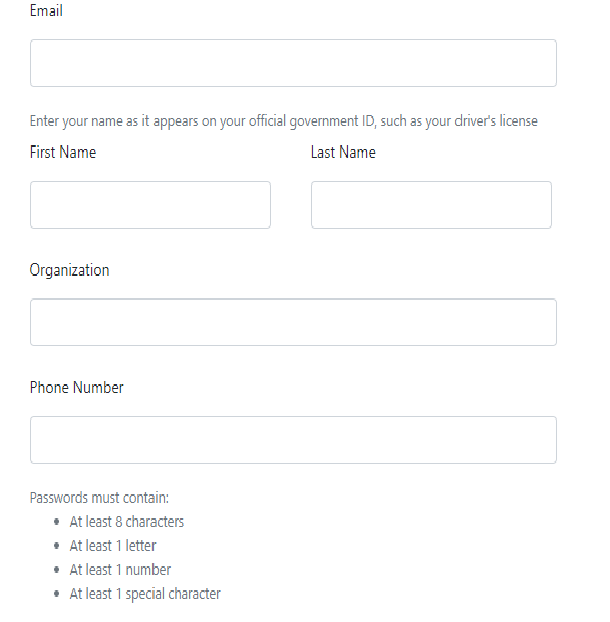 Email
Enter your name as it appears on your official government ID, such as your driver's license
First Name Last Name
Organization
Phone Number
Passwords must contain:
• At least 8 characters
• At least 1 letter
• At least 1 number
• At least 1 special character